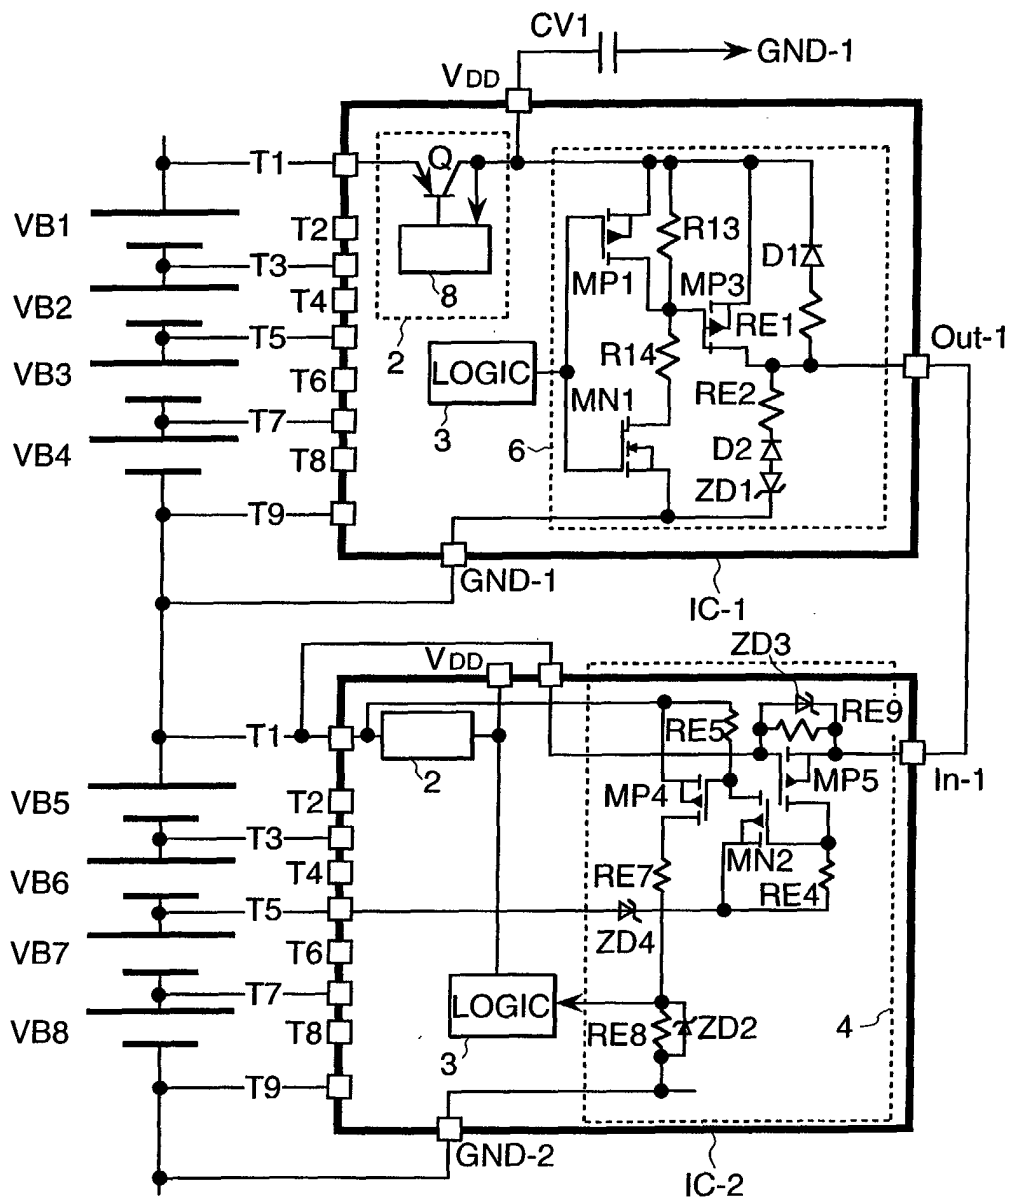 CV1
GND-1
VDD
T1
Q
VB1
T2
R13
D1
T3
MP1
MP3
8
VB2
T4
RE1
T5
Out-1
R14
2
VB3
LOGIC
T6
MN1
RE2
T7
3
6
D2
VB4
T8
ZD1
T9
GND-1
IC-1
ZD3
VDD
RE9
RE5
T1
2
In-1
MP5
VB5
T2
MP4
T3
MN2
T4
RE7
RE4
VB6
T5
ZD4
T6
VB7
T7
LOGIC
VB8
T8
RE8
ZD2
4
3
T9
GND-2
IC-2